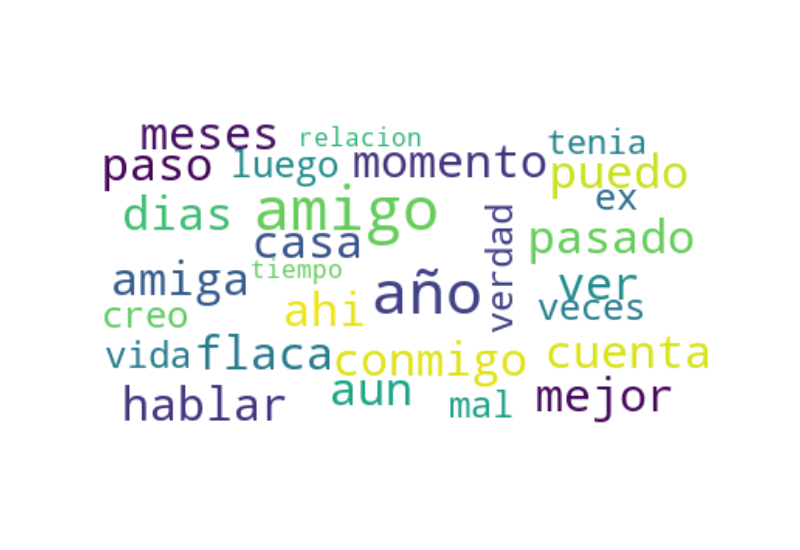 meses relacion tenia
paso luego momento puedo
ex
dias amigo verdad pasado
casa
amiga tiempo año ver
creo ahi veces
vida flaca conmigo cuenta
hablar aun mal mejor